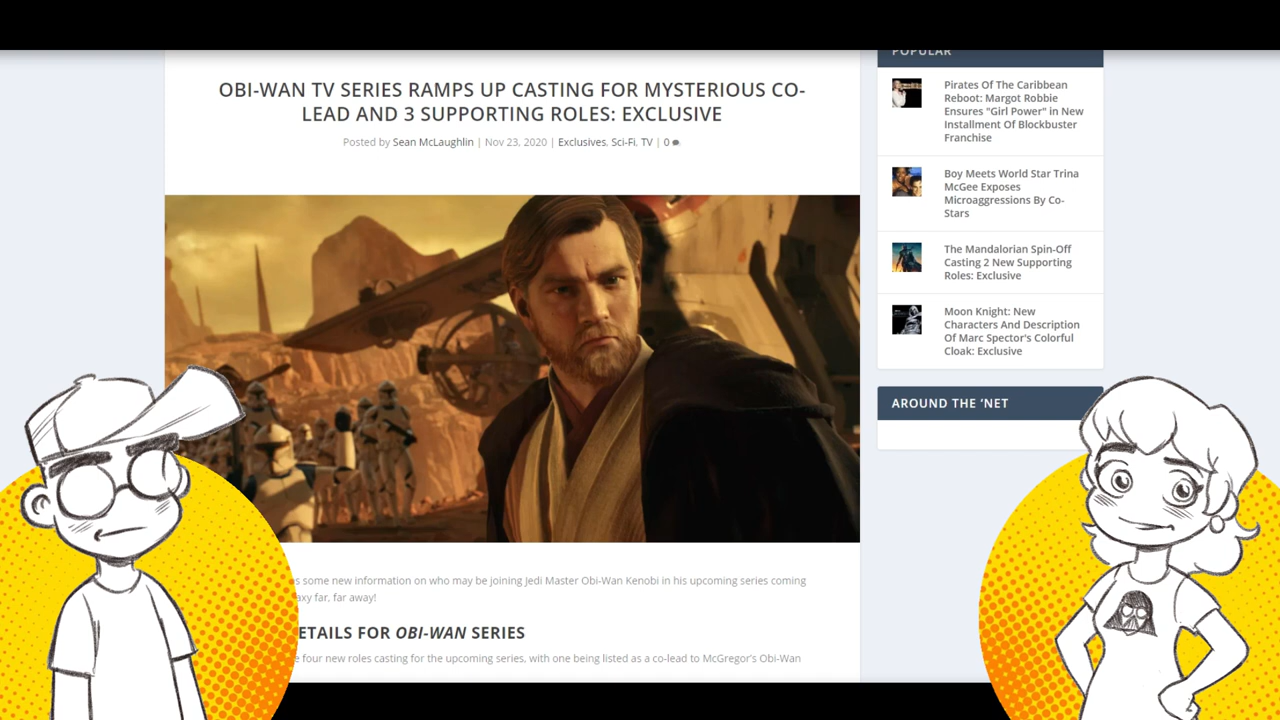 OBI-WAN TV SERIES RAMPS UP CASTING FOR MYSTERIOUS CO-
LEAD AND 3 SUPPORTING ROLES: EXCLUSIVE
Posted by Sean McLaughlin | Nov 23, 2020 | Exclusives, Sci-Fi, TV | 0
some new information on who may be joining Jedi Master Obi-Wan Kenobi in his upcoming series coming
far, far away!
FOR OBI-WAN SERIES
four new roles casting for the upcoming series, with one being listed as a co-lead to McGregor's Obi-Wan
POPULAR
Pirates Of The Caribbean
Reboot: Margot Robbie
Ensures "Girl Power" in New
Installment Of Blockbuster
Franchise
Boy Meets World Star Trina
McGee Exposes
Microaggressions By Co-
Stars
The Mandalorian Spin-Off
Casting 2 New Supporting
Roles: Exclusive
Moon Knight: New
Characters And Description
Of Marc Spector's Colorful
Cloak: Exclusive
AROUND THE 'NET